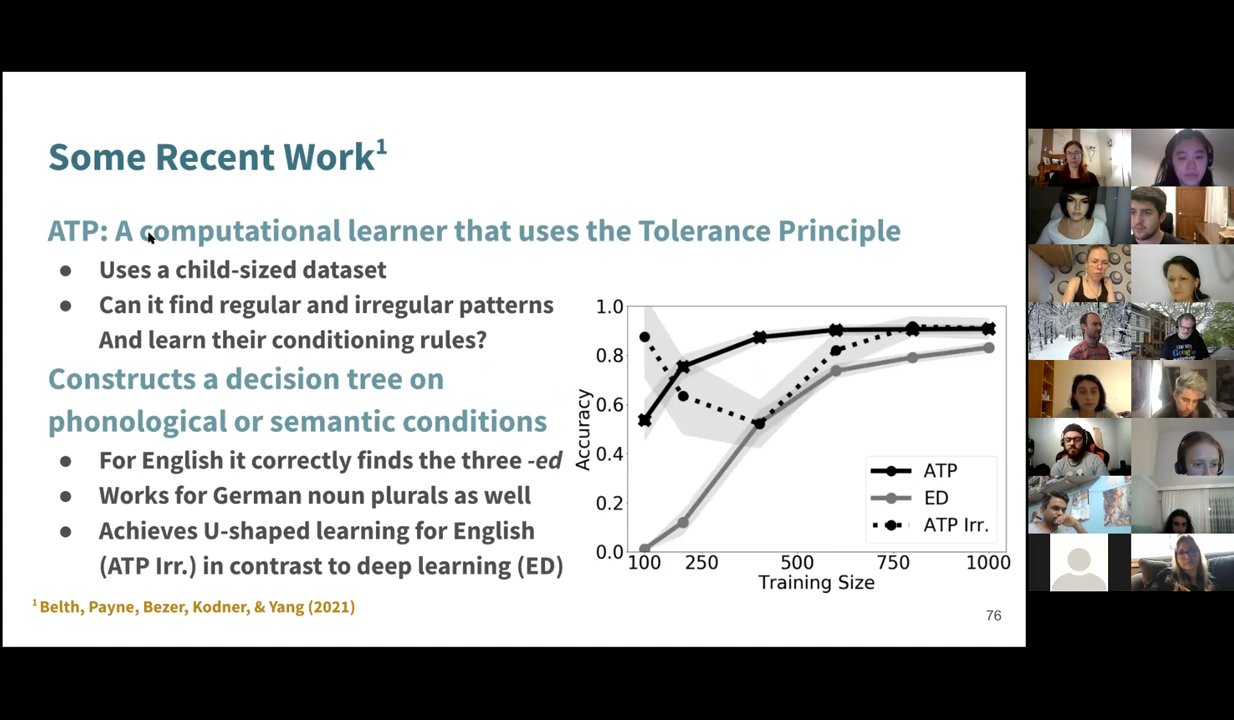 Some Recent Work¹
ATP: A computational learner that uses the Tolerance Principle
● Uses a child-sized dataset
● Can it find regular and irregular patterns
And learn their conditioning rules?
Constructs a decision tree on
phonological or semantic conditions
● For English it correctly finds the three -ed
● Works for German noun plurals as well
● Achieves U-shaped learning for English
(ATP Irr.) in contrast to deep learning (ED)
¹ Belth, Payne, Bezer, Kodner, & Yang (2021)
1.0
0.8
0.6
0.4
0.2
0.0
Accuracy
100 250 500 750 1000
Training Size
ATP
ED
ATP Irr.
76
Google